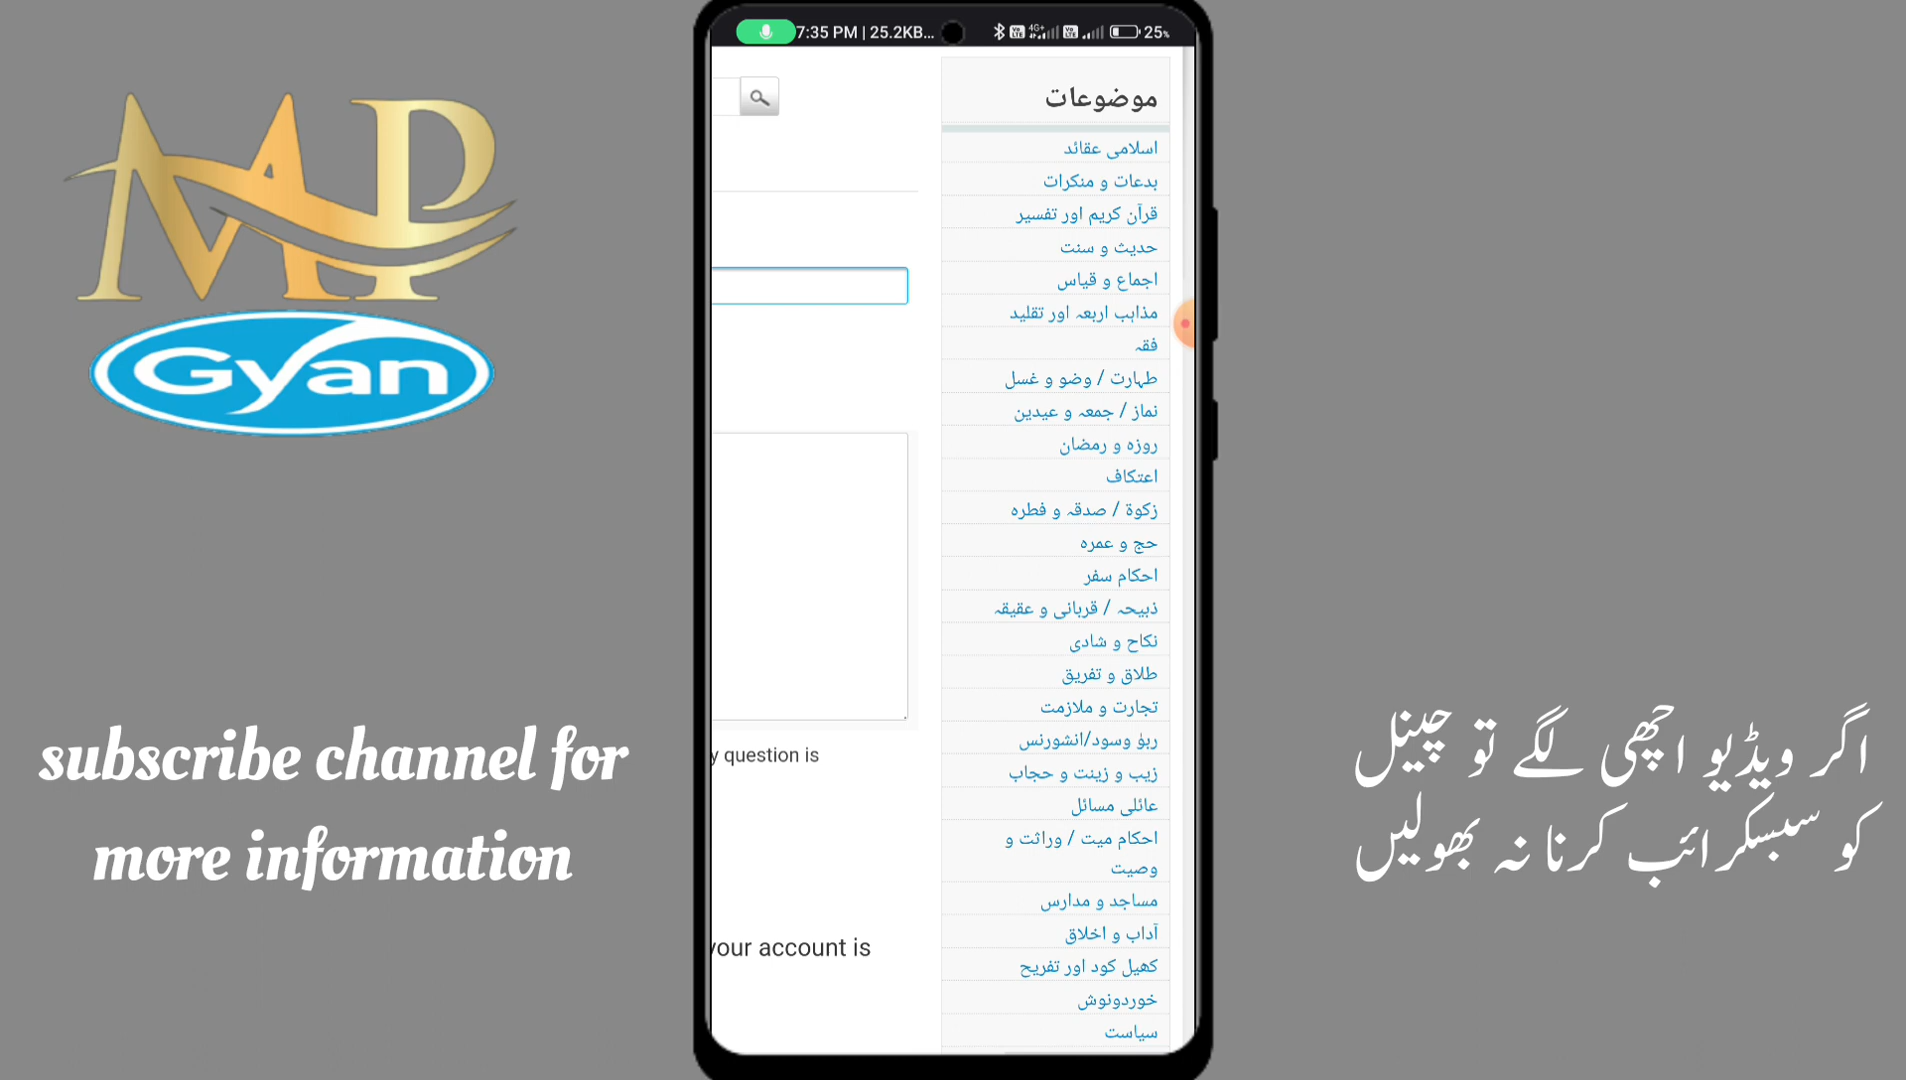 7:35 PM | 25.2KB...
25%
MP
Gyan
موضوعات
اسلامی عقائد
بدعات و منکرات
قرآن کریم اور تفسیر
حدیث و سنت
اجماع و قیاس
مذاہب اربعہ اور تقلید
فقہ
طہارت / وضو و غسل
نماز / جمعہ و عیدین
روزہ و رمضان
اعتکاف
زکوۃ / صدقہ و فطرہ
حج و عمرہ
احکام سفر
ذبیحہ / قربانی و عقیقہ
نکاح و شادی
طلاق و تفریق
تجارت و ملازمت
ربوٰ وسود/انشورنس
زیب و زینت و حجاب
عائلی مسائل
احکام میت / وراثت و
وصیت
مساجد و مدارس
آداب و اخلاق
کھیل کود اور تفریح
خوردونوش
سیاست
y question is
your account is
subscribe channel for
more information
اگر ویڈیو اچھی لگے تو چینل
کو سبسکرائب کرنا نہ بھولیں